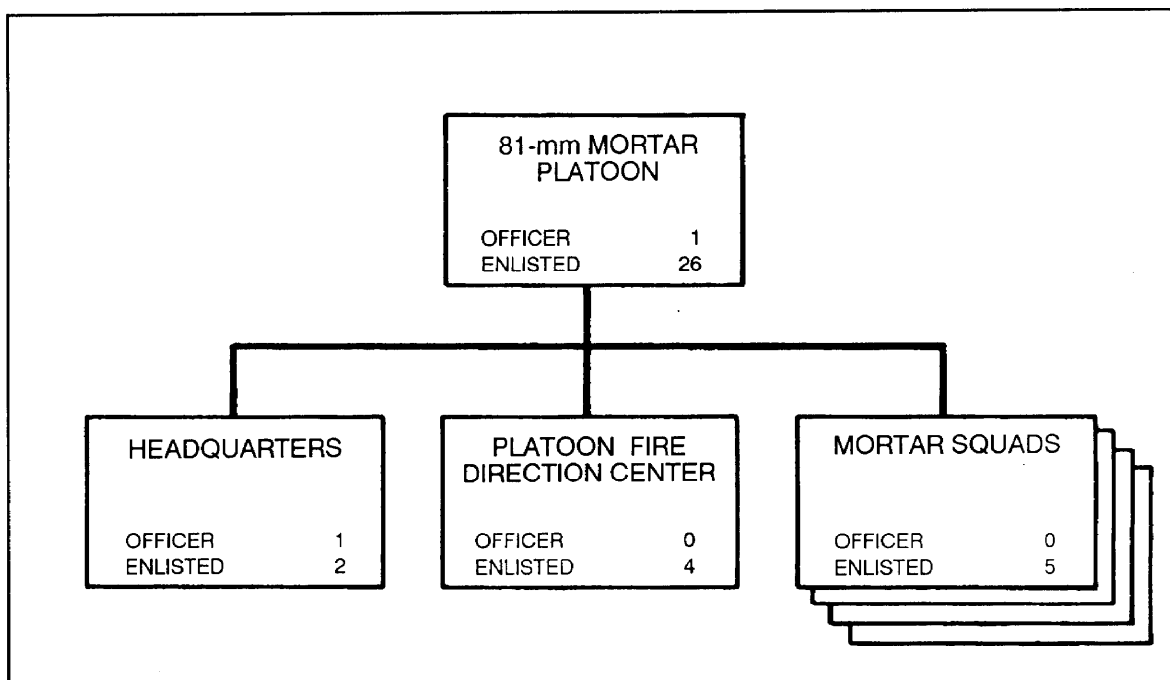 81-mm MORTAR
PLATOON
OFFICER 1
ENLISTED 26
HEADQUARTERS
OFFICER 1
ENLISTED 2
PLATOON FIRE
DIRECTION CENTER
OFFICER 0
ENLISTED 4
MORTAR SQUADS
OFFICER 0
ENLISTED 5